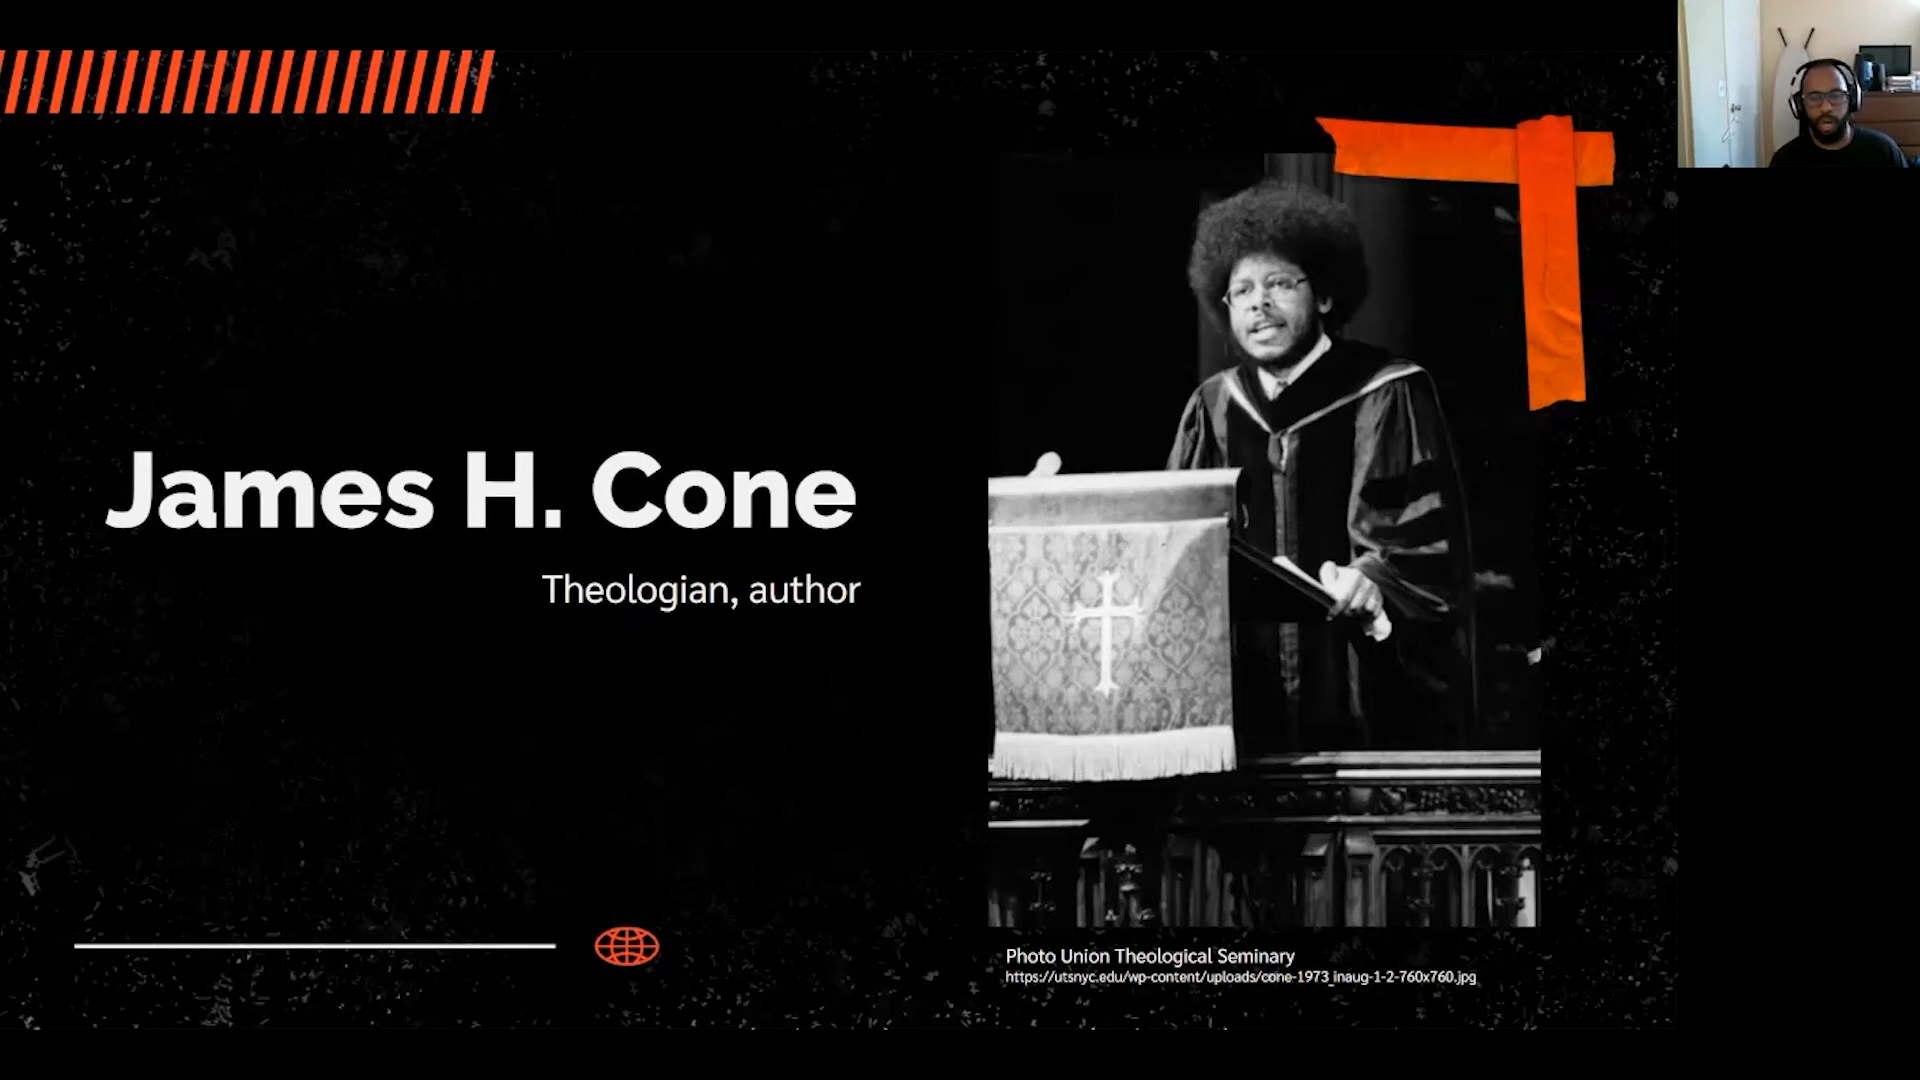 James H. Cone
Theologian, author
Photo Union Theological Seminary
https://utsnyc.edu/wp-content/uploads/cone-1973_inaug-1-2-760x760.jpg